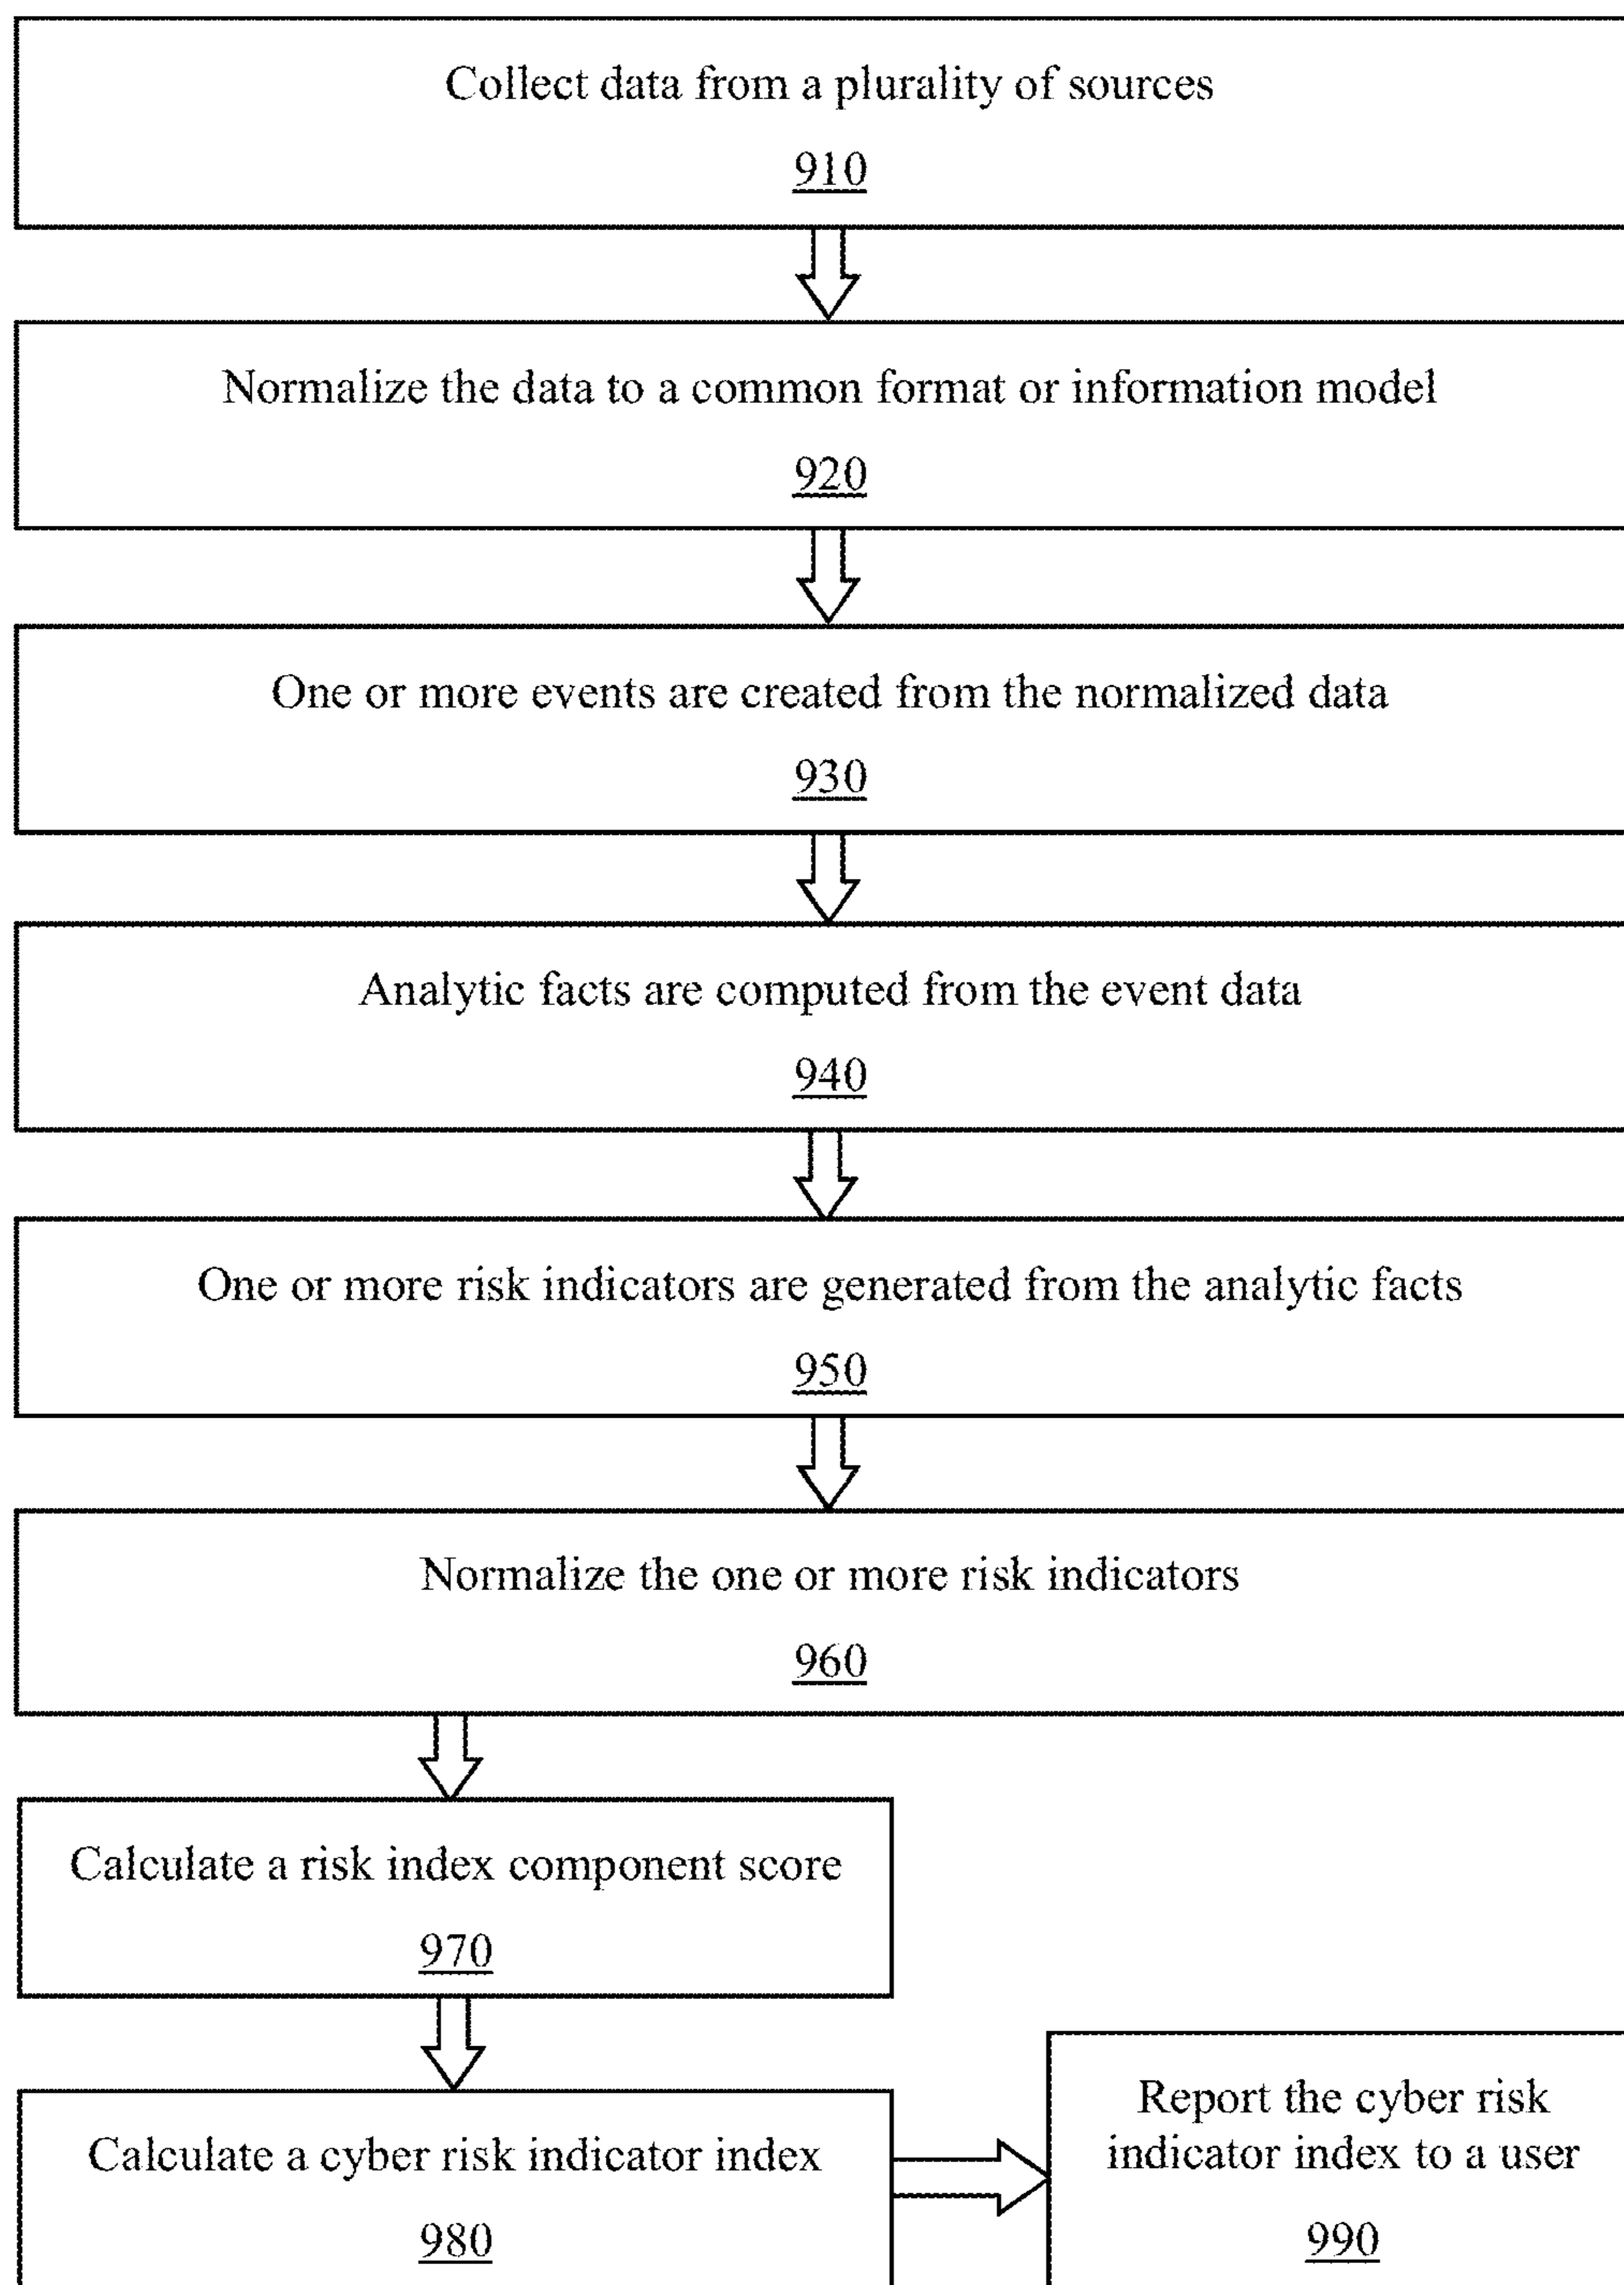 Collect data from a plurality of sources
910
Normalize the data to a common format or information model
920
One or more events are created from the normalized data
930
Analytic facts are computed from the event data
940
One or more risk indicators are generated from the analytic facts
950
Normalize the one or more risk indicators
960
Calculate a risk index component score
970
Calculate a cyber risk indicator index
980
Report the cyber risk
indicator index to a user
990